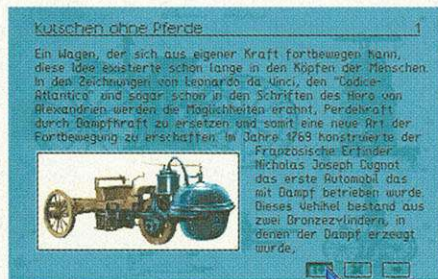 Kutschen ohne Pferde 1
Ein Wagen, der sich aus eigener Kraft fortbewegen kann,
diese Idee existierte schon lange in den Köpfen der Menschen.
In den Zeichnungen von Leonardo da Vinci, den "Codice-
Atlantico" und sogar schon in den Schriften des Hero von
Alexandrien werden die Möglichkeiten erahnt, Perdekraft
durch Dampfkraft zu ersetzen und somit eine neue Art der
Fortbewegung zu erschaffen. Im Jahre 1769 konstruierte der
Französische Erfinder
Nicholas Joseph Cugnot
das erste Automobil das
mit Dampf betrieben wurde.
Dieses Vehikel bestand aus
zwei Bronzezylindern, in
denen der Dampf erzeugt
wurde,